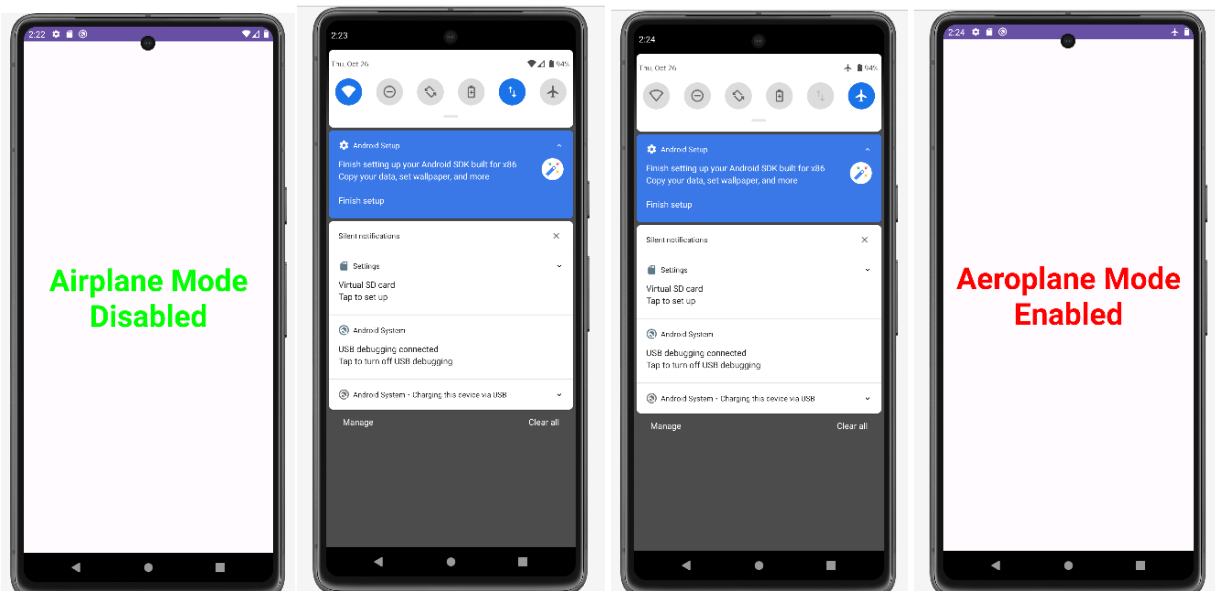 2:22
Airplane Mode
Disabled
2:23
Thu, Oct 26
94%
Android Setup
Finish setting up your Android SDK built for x86
Copy your data, set wallpaper, and more
Finish setup
Silent notifications
Settings
Virtual SD card
Tap to set up
Android System
USB debugging connected
Tap to turn off USB debugging
Android System • Charging this device via USB
Manage
Clear all
2:24
Thu, Oct 26
94%
Android Setup
Finish setting up your Android SDK built for x86
Copy your data, set wallpaper, and more
Finish setup
Silent notifications
Settings
Virtual SD card
Tap to set up
Android System
USB debugging connected
Tap to turn off USB debugging
Android System • Charging this device via USB
Manage
Clear all
2:24
Aeroplane Mode
Enabled